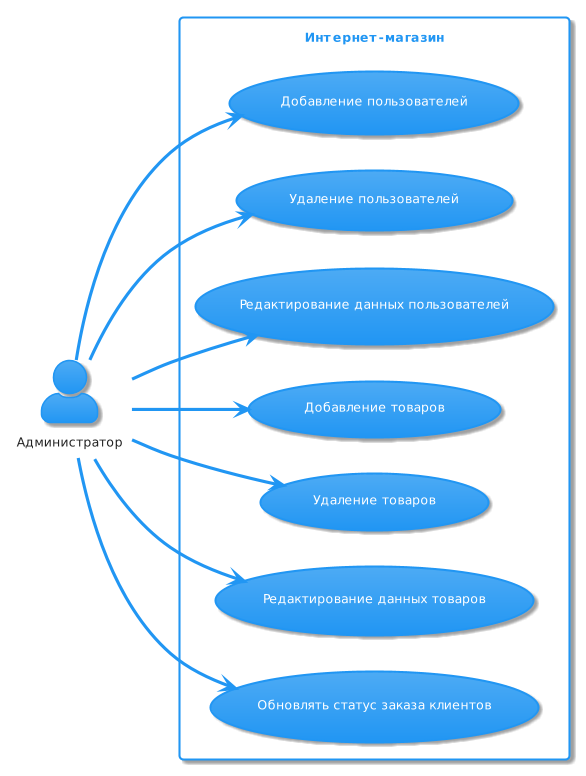 Интернет-магазин
Добавление пользователей
Удаление пользователей
Редактирование данных пользователей
Добавление товаров
Администратор
Удаление товаров
Редактирование данных товаров
Обновлять статус заказа клиентов